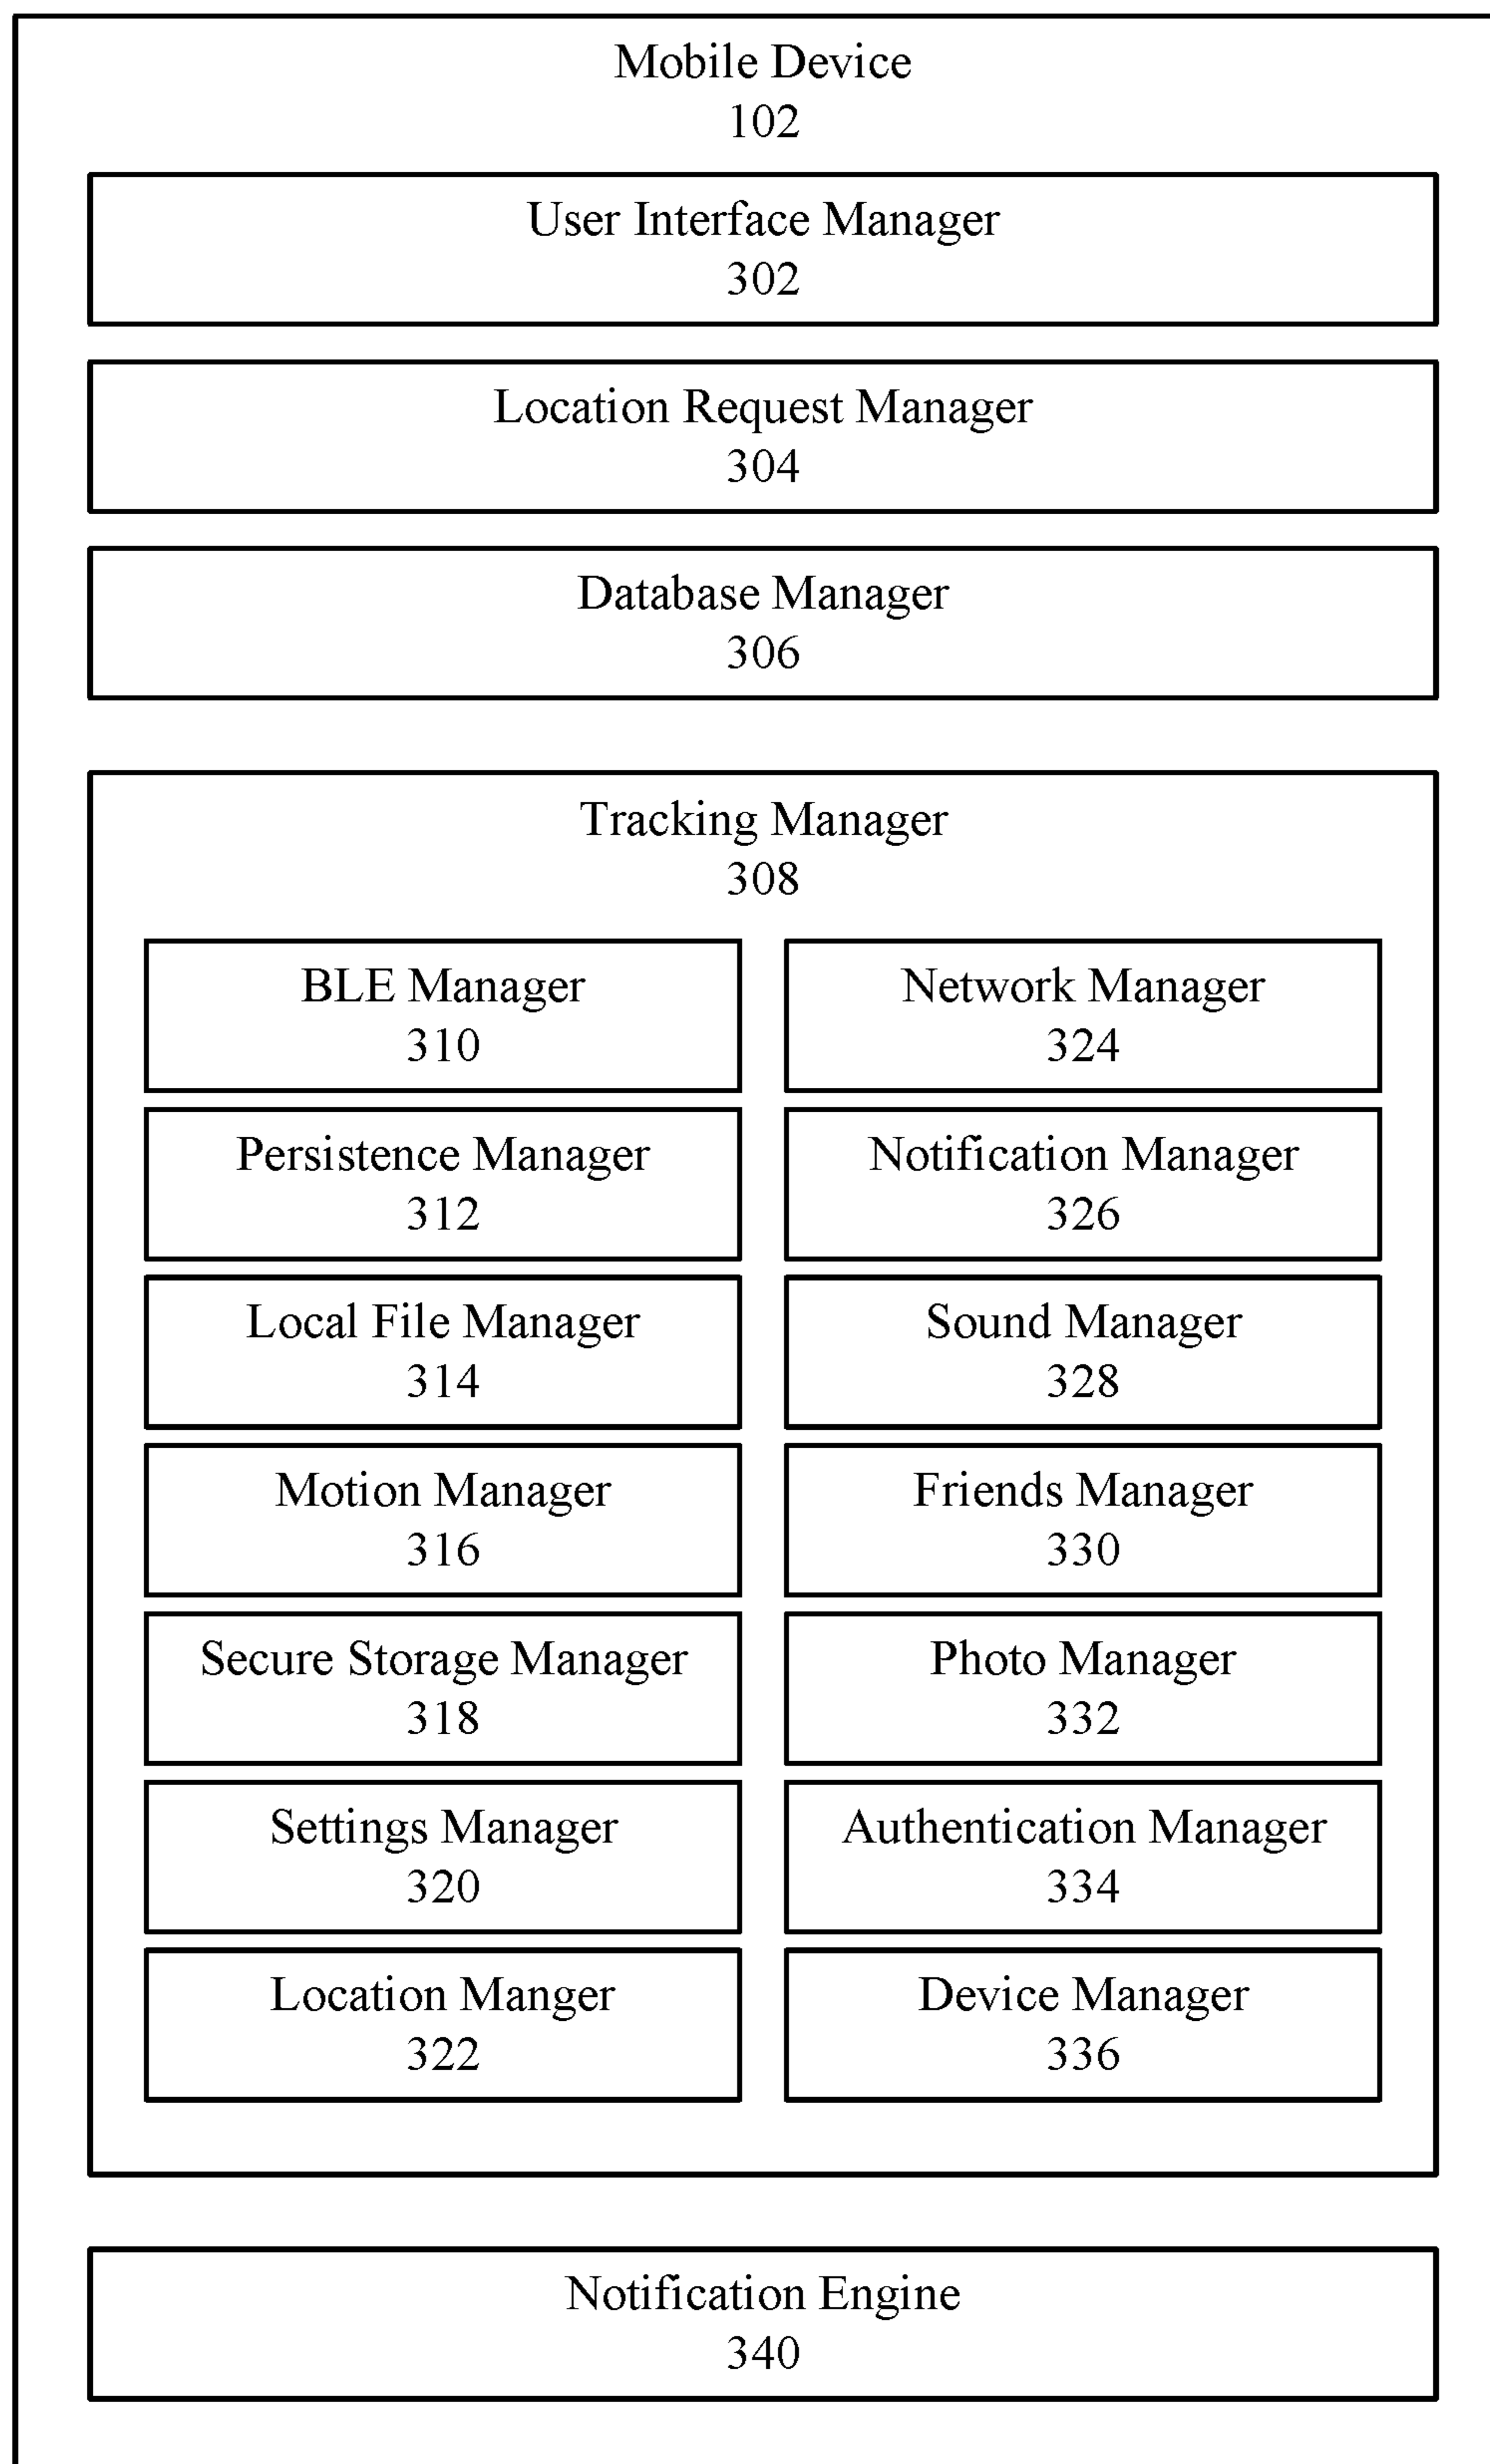 Mobile Device
102
User Interface Manager
302
Location Request Manager
304
Database Manager
306
Tracking Manager
308
BLE Manager
310
Network Manager
324
Persistence Manager
312
Notification Manager
326
Local File Manager
314
Sound Manager
328
Motion Manager
316
Friends Manager
330
Secure Storage Manager
318
Photo Manager
332
Settings Manager
320
Authentication Manager
334
Location Manger
322
Device Manager
336
Notification Engine
340